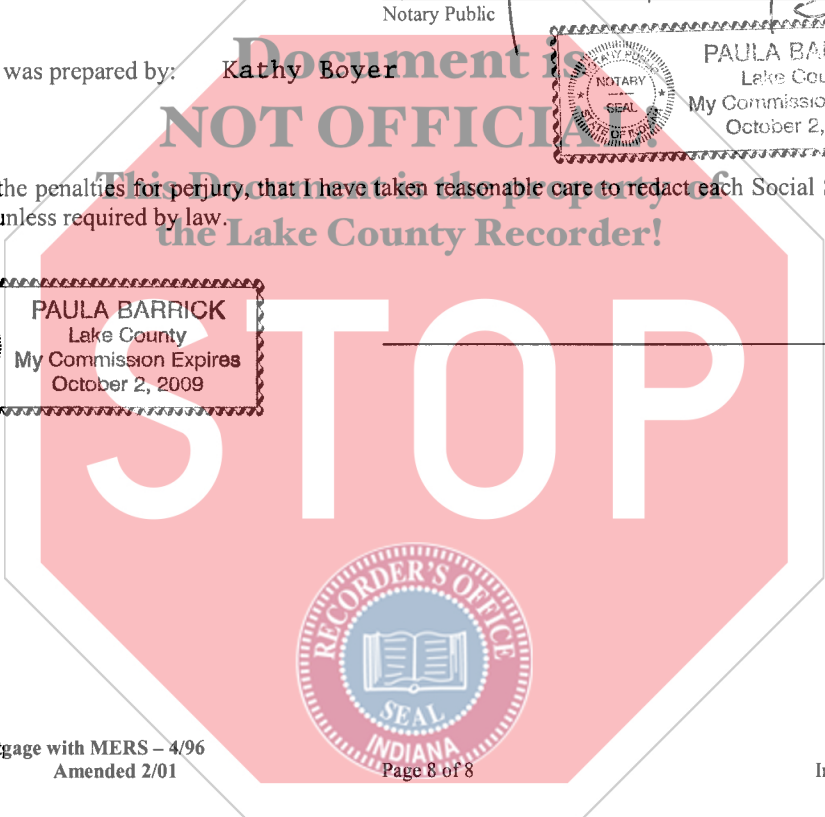 Notary Public
PAULA BA
Lake Cou
My Commissio
October 2,
NOTARY
SEAL
STATE OF INDIANA
was prepared by: Kathy Boyer
Document is
NOT OFFICIAL!
the penalties for perjury, that I have taken reasonable care to redact each Social
This Document is the property of
unless required by law.
the Lake County Recorder!
PAULA BARRICK
Lake County
My Commission Expires
October 2, 2009
STOP
RECORDER'S OFFICE
SEAL
INDIANA
gage with MERS – 4/96
Amended 2/01
Page 8 of 8